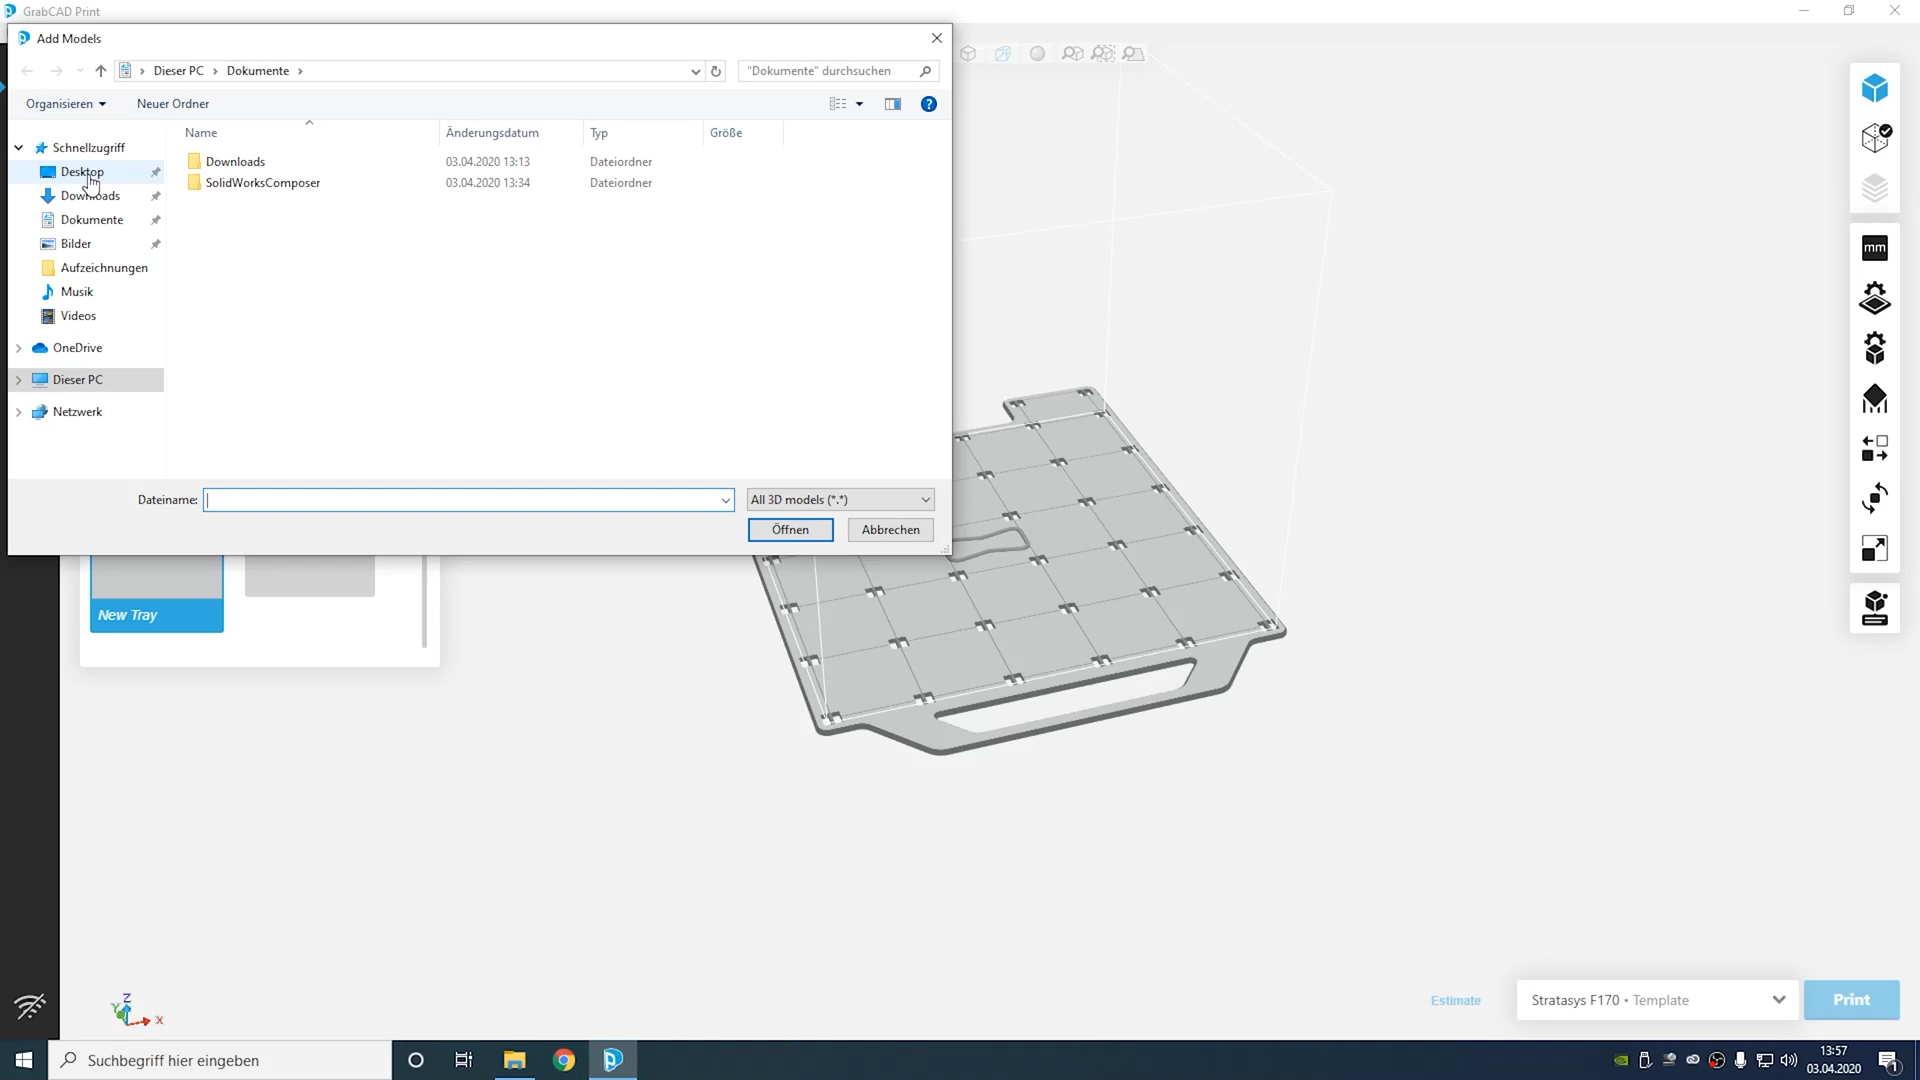 GrabCAD Print
Add Models
Dieser PC
Dokumente
"Dokumente" durchsuchen
Organisieren
Neuer Ordner
Name
Änderungsdatum
Typ
Größe
Downloads
03.04.2020 13:13
Dateiordner
SolidWorksComposer
03.04.2020 13:34
Dateiordner
Schnellzugriff
Desktop
Downloads
Dokumente
Bilder
Aufzeichnungen
Musik
Videos
OneDrive
Dieser PC
Netzwerk
Dateiname:
All 3D models (*.*)
Öffnen
Abbrechen
mm
New Tray
Z
Y
X
Estimate
Stratasys F170 • Template
Print
Suchbegriff hier eingeben
13:57
03.04.2020
1